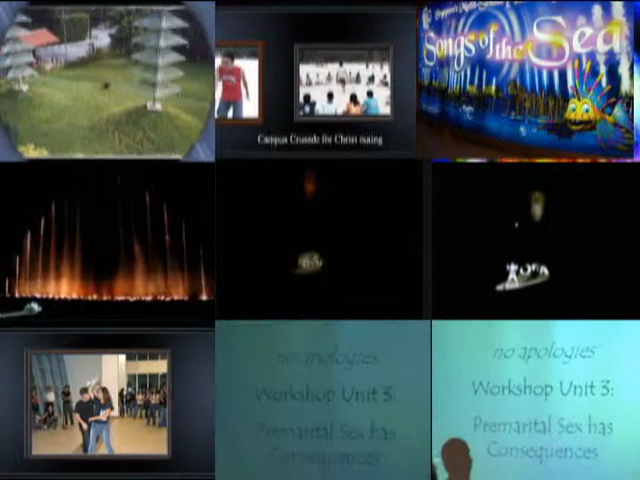 Songs of the Sea
Campus Crusade for Christ outing
no apologies
Workshop Unit 3:
Premarital Sex has
Consequences
no apologies
Workshop Unit 3:
Premarital Sex has
Consequences